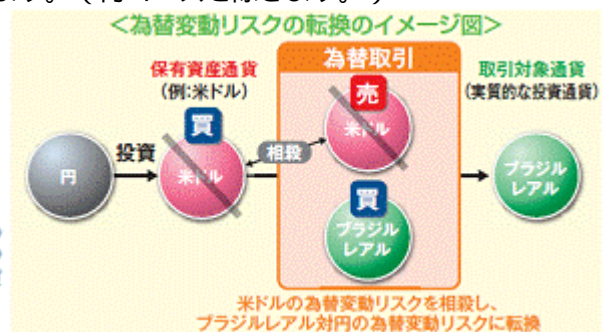 ＜為替変動リスクの転換のイメージ図＞
保有資産通貨
（例：米ドル）
為替取引
取引対象通貨
（実質的な投資通貨）
買
売
円
投資
米ドル
相殺
米ドル
買
ブラジル
レアル
ブラジル
レアル
米ドルの為替変動リスクを相殺し、
ブラジルレアル対円の為替変動リスクに転換